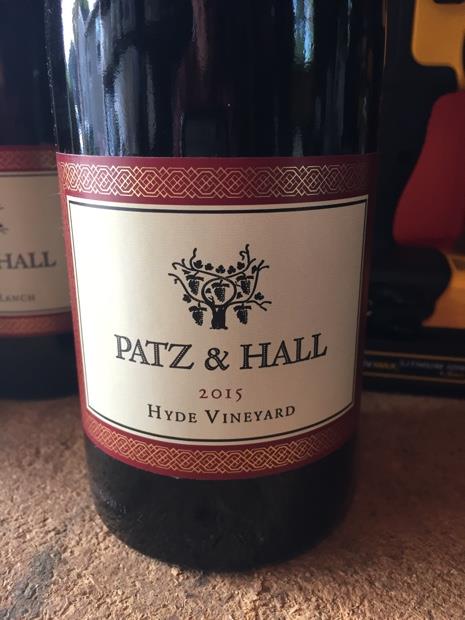 PATZ & HALL
2015
HYDE VINEYARD
HALL
RANCH